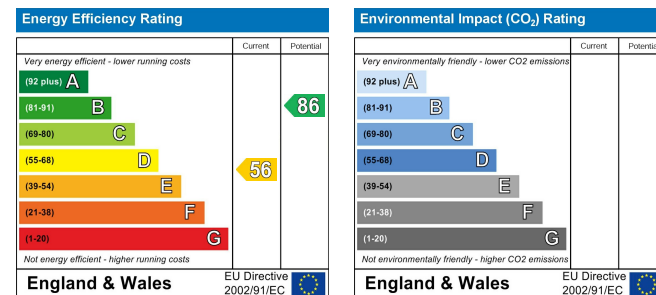 Energy Efficiency Rating
Current Potential
Very energy efficient - lower running costs
(92 plus) A
(81-91) B
86
(69-80) C
(55-68) D
56
(39-54) E
(21-38) F
(1-20) G
Not energy efficient - higher running costs
England & Wales
EU Directive
2002/91/EC
Environmental Impact (CO₂) Rating
Current Potential
Very environmentally friendly - lower CO2 emissions
(92 plus) A
(81-91) B
(69-80) C
(55-68) D
(39-54) E
(21-38) F
(1-20) G
Not environmentally friendly - higher CO2 emissions
England & Wales
EU Directive
2002/91/EC